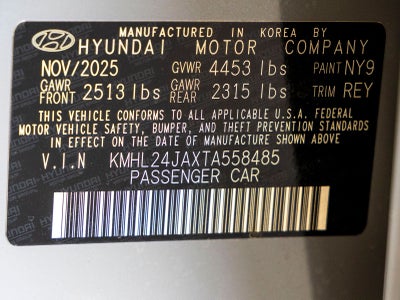 MANUFACTURED IN KOREA BY
HYUNDAI MOTOR COMPANY
NOV/2025 GVWR 4453 lbs PAINT NY9
GAWR FRONT 2513 lbs GAWR REAR 2315 lbs TRIM REY
THIS VEHICLE CONFORMS TO ALL APPLICABLE U.S.A. FEDERAL
MOTOR VEHICLE SAFETY, BUMPER, AND THEFT PREVENTION STANDARDS
IN EFFECT ON THE DATE OF MANUFACTURE SHOWN ABOVE
V.I.N KMHL24JAXTA558485
PASSENGER CAR